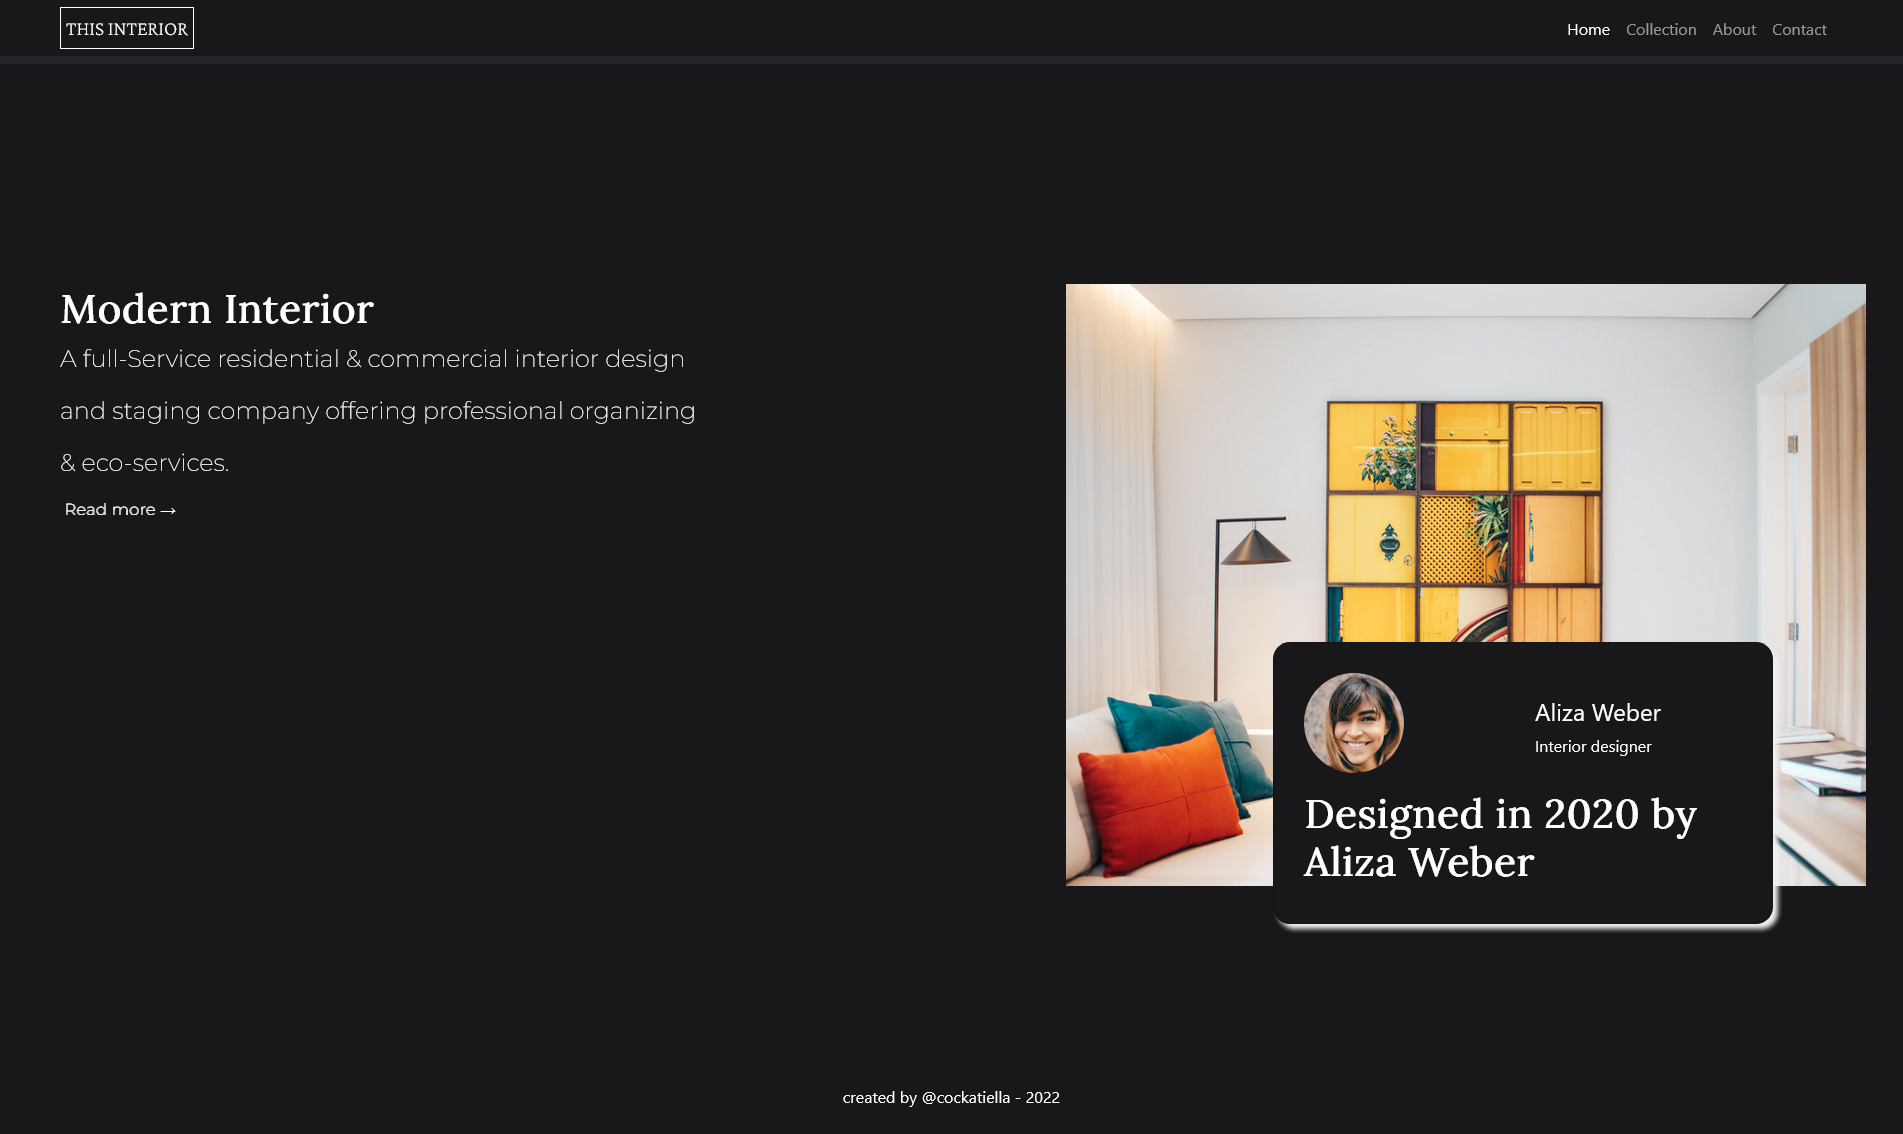 THIS INTERIOR
Home Collection About Contact
Modern Interior
A full-Service residential & commercial interior design
and staging company offering professional organizing
& eco-services.
Read more →
Aliza Weber
Interior designer
Designed in 2020 by
Aliza Weber
created by @cockatiella - 2022